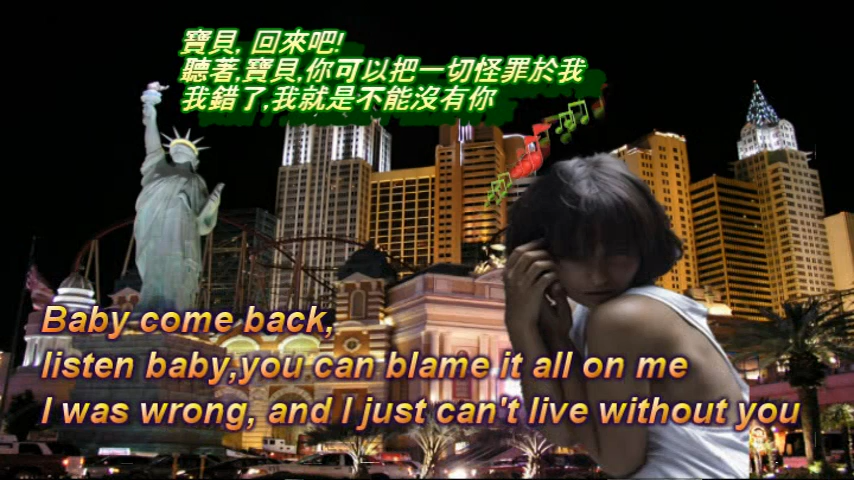 寶貝, 回來吧!
聽著,寶貝,你可以把一切怪罪於我
我錯了,我就是不能沒有你
Baby come back,
listen baby,you can blame it all on me
I was wrong, and I just can't live without you